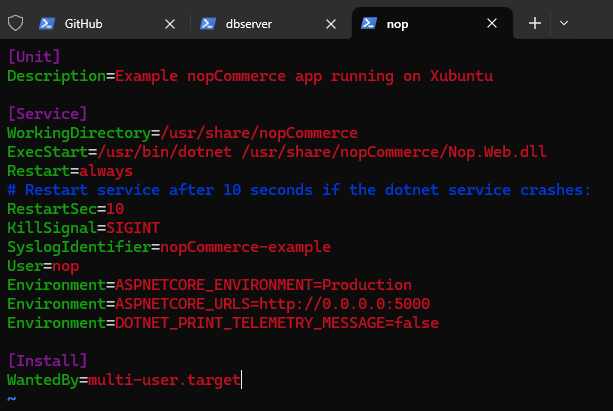 GitHub dbserver nop
[Unit]
Description=Example nopCommerce app running on Xubuntu
[Service]
WorkingDirectory=/usr/share/nopCommerce
ExecStart=/usr/bin/dotnet /usr/share/nopCommerce/Nop.Web.dll
Restart=always
# Restart service after 10 seconds if the dotnet service crashes:
RestartSec=10
KillSignal=SIGINT
SyslogIdentifier=nopCommerce-example
User=nop
Environment=ASPNETCORE_ENVIRONMENT=Production
Environment=ASPNETCORE_URLS=http://0.0.0.0:5000
Environment=DOTNET_PRINT_TELEMETRY_MESSAGE=false
[Install]
WantedBy=multi-user.target
~